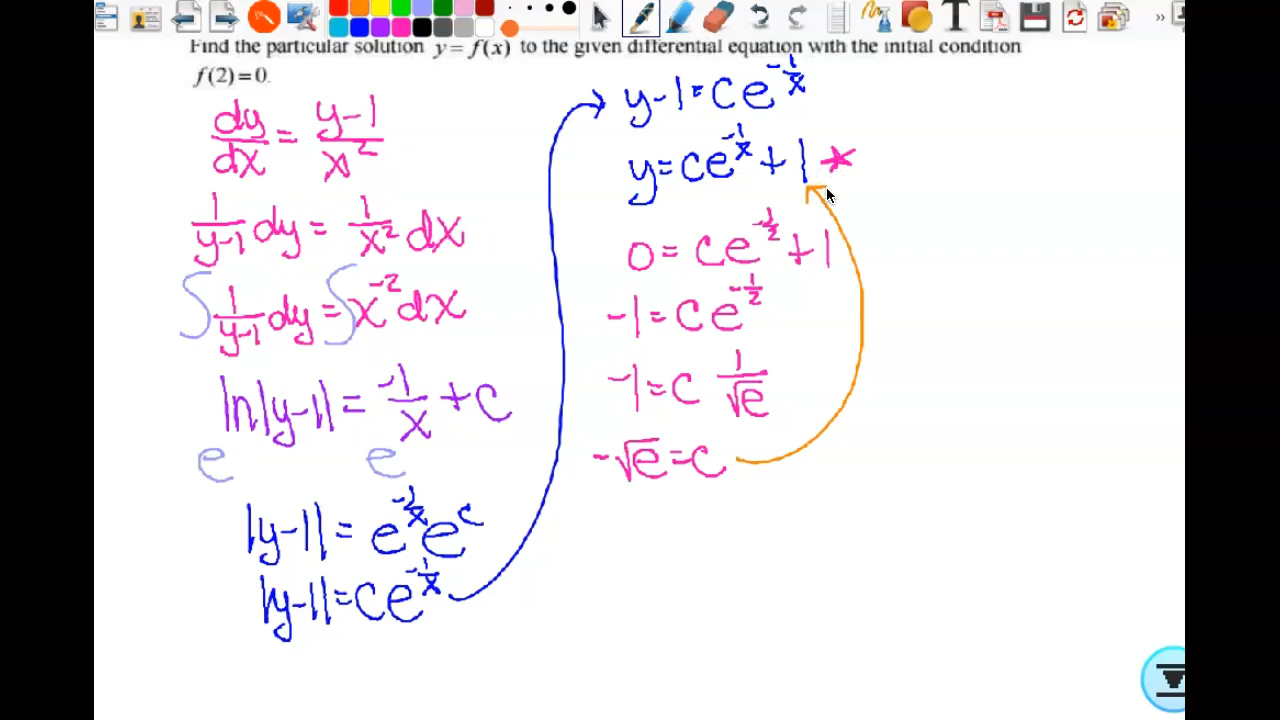 Find the particular solution y = f(x) to the given differential equation with the initial condition
f(2) = 0.
dy/dx = (y-1)/x²
1/(y-1) dy = 1/x² dx
∫ 1/(y-1) dy = ∫ x⁻² dx
ln|y-1| = -1/x + c
e e
|y-1| = e^(-1/x) e^c
|y-1| = ce^(-1/x)
y-1 = ce^(-1/x)
y = ce^(-1/x) + 1 *
0 = ce^(-1/2) + 1
-1 = ce^(-1/2)
-1 = c 1/√e
-√e = c